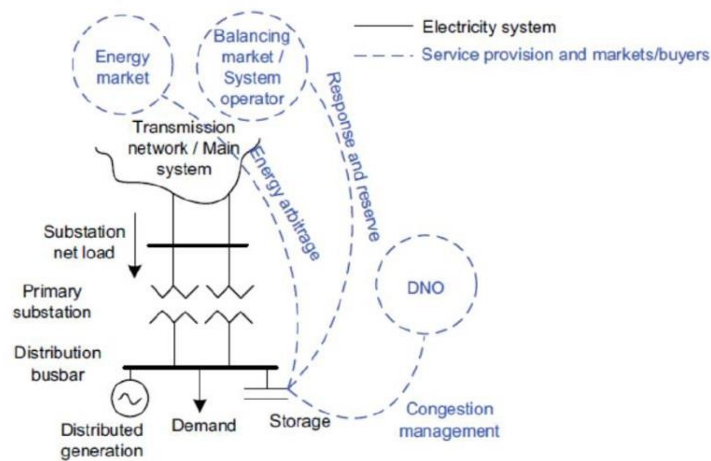 Energy
market
Balancing
market /
System
operator
Electricity system
Service provision and markets/buyers
Transmission
network / Main
system
Energy arbitrage
Response and reserve
Substation
net load
DNO
Primary
substation
Distribution
busbar
Distributed
generation
Demand
Storage
Congestion
management